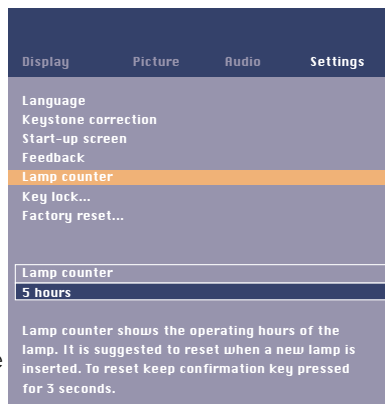 Display Picture Audio Settings
Language
Keystone correction
Start-up screen
Feedback
Lamp counter
Key lock...
Factory reset...
Lamp counter
5 hours
Lamp counter shows the operating hours of the
lamp. It is suggested to reset when a new lamp is
inserted. To reset keep confirmation key pressed
for 3 seconds.
e